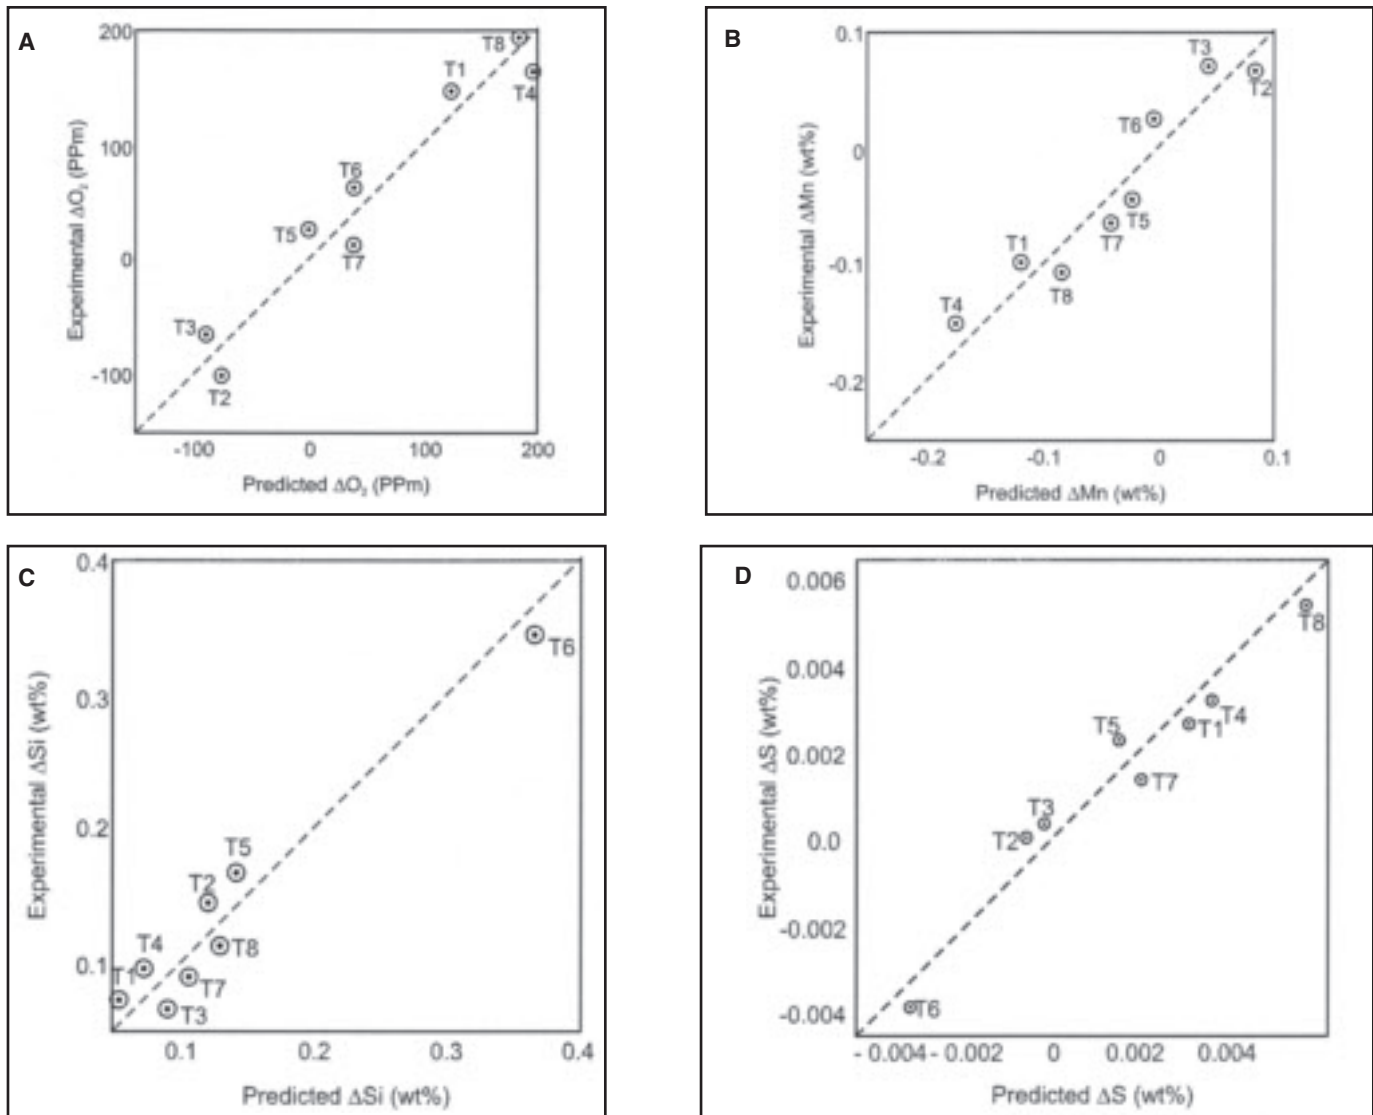 A
200
100
0
-100
-100
0
100
200
Experimental ΔO₂ (PPm)
Predicted ΔO₂ (PPm)
T8
T1
T4
T6
T5
T7
T3
T2
B
0.1
0
-0.1
-0.2
-0.2
-0.1
0
0.1
Experimental ΔMn (wt%)
Predicted ΔMn (wt%)
T3
T2
T6
T5
T7
T1
T8
T4
C
0.4
0.3
0.2
0.1
0.1
0.2
0.3
0.4
Experimental ΔSi (wt%)
Predicted ΔSi (wt%)
T6
T5
T2
T8
T4
T1
T7
T3
D
0.006
0.004
0.002
0.0
-0.002
-0.004
- 0.004
- 0.002
0
0.002
0.004
Experimental ΔS (wt%)
Predicted ΔS (wt%)
T8
T4
T5
T1
T7
T3
T2
T6